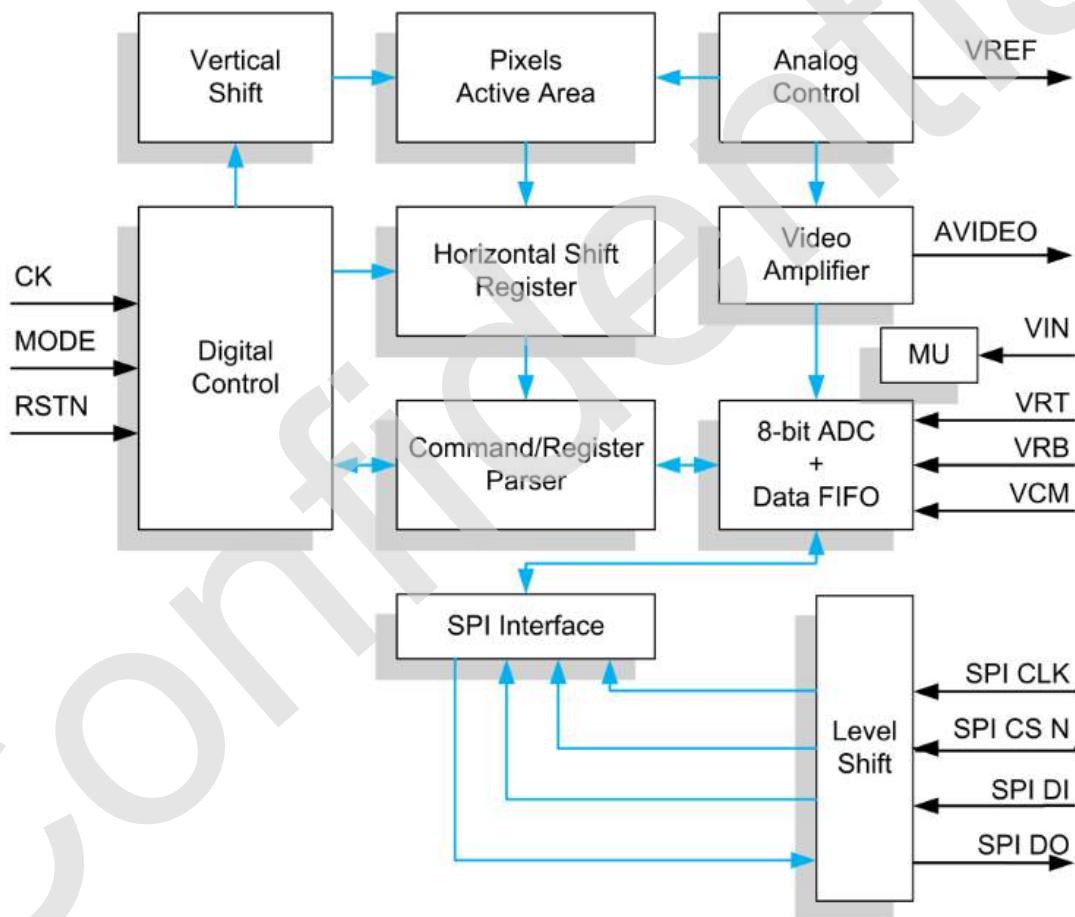 Vertical
Shift
Pixels
Active Area
Analog
Control
VREF
Digital
Control
CK
MODE
RSTN
Horizontal Shift
Register
Video
Amplifier
AVIDEO
MU
VIN
Command/Register
Parser
8-bit ADC
+
Data FIFO
VRT
VRB
VCM
SPI Interface
Level
Shift
SPI CLK
SPI CS N
SPI DI
SPI DO
Confidential